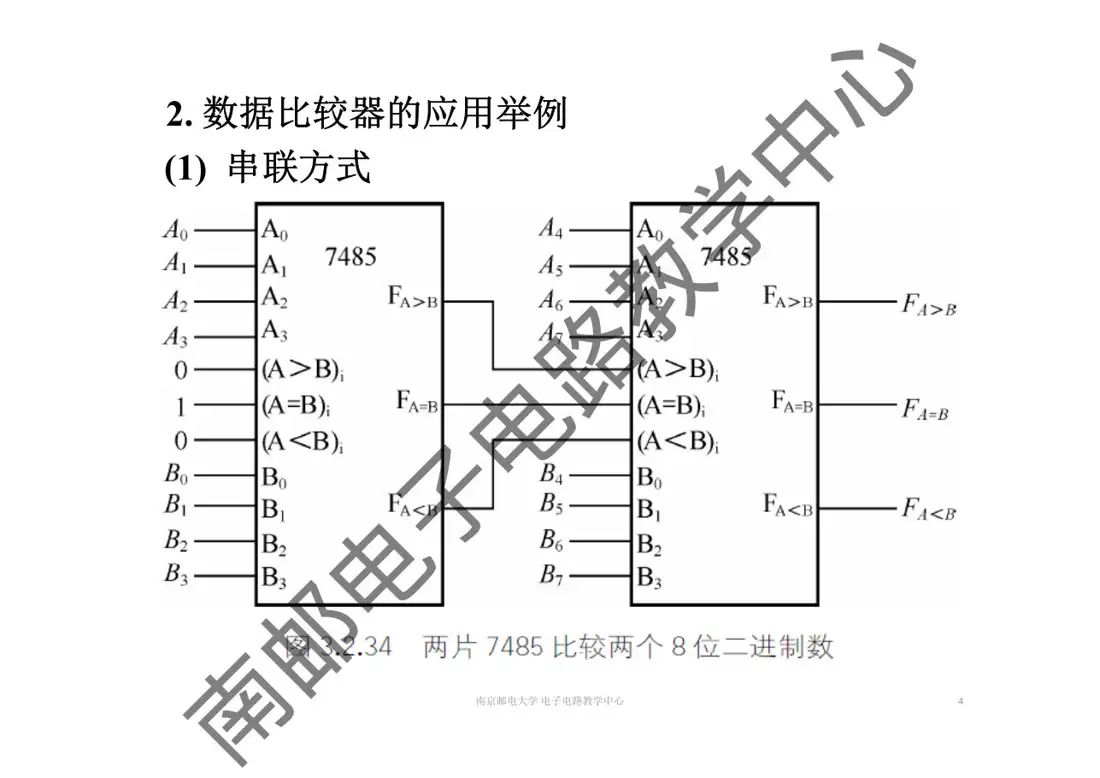 2. 数据比较器的应用举例
(1) 串联方式
A0 A0 7485 A4 A0 7485
A1 A1 A5 A1
A2 A2 FA>B A6 A2 FA>B FA>B
A3 A3 A7 A3
0 (A>B)i (A>B)i
1 (A=B)i FA=B (A=B)i FA=B FA=B
0 (A<B)i (A<B)i
B0 B0 B4 B0
B1 B1 FA<B B5 B1 FA<B FA<B
B2 B2 B6 B2
B3 B3 B7 B3
图 3.2.34 两片 7485 比较两个 8 位二进制数
南京邮电大学 电子电路教学中心 4
南邮电子电路教学中心